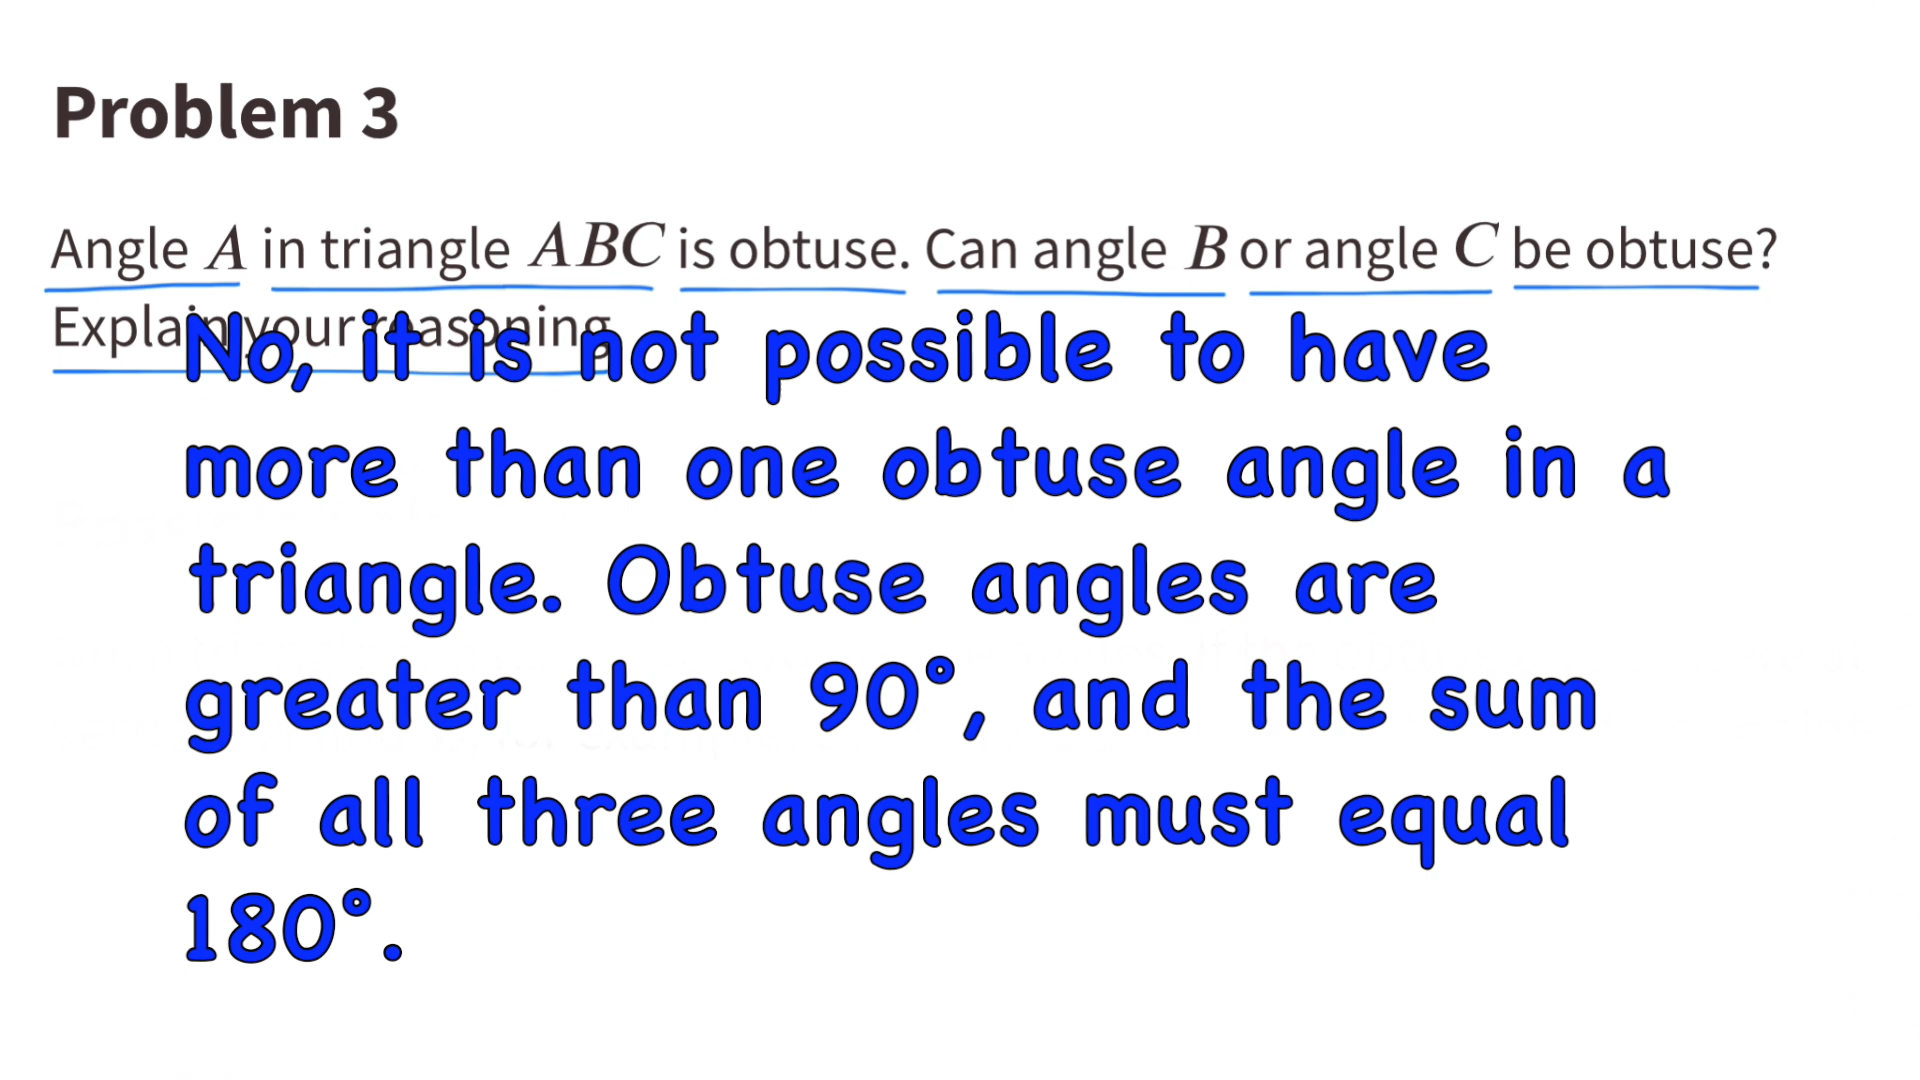 Problem 3
Angle A in triangle ABC is obtuse. Can angle B or angle C be obtuse?
Explain your reasoning
No, it is not possible to have
more than one obtuse angle in a
triangle. Obtuse angles are
greater than 90°, and the sum
of all three angles must equal
180°.